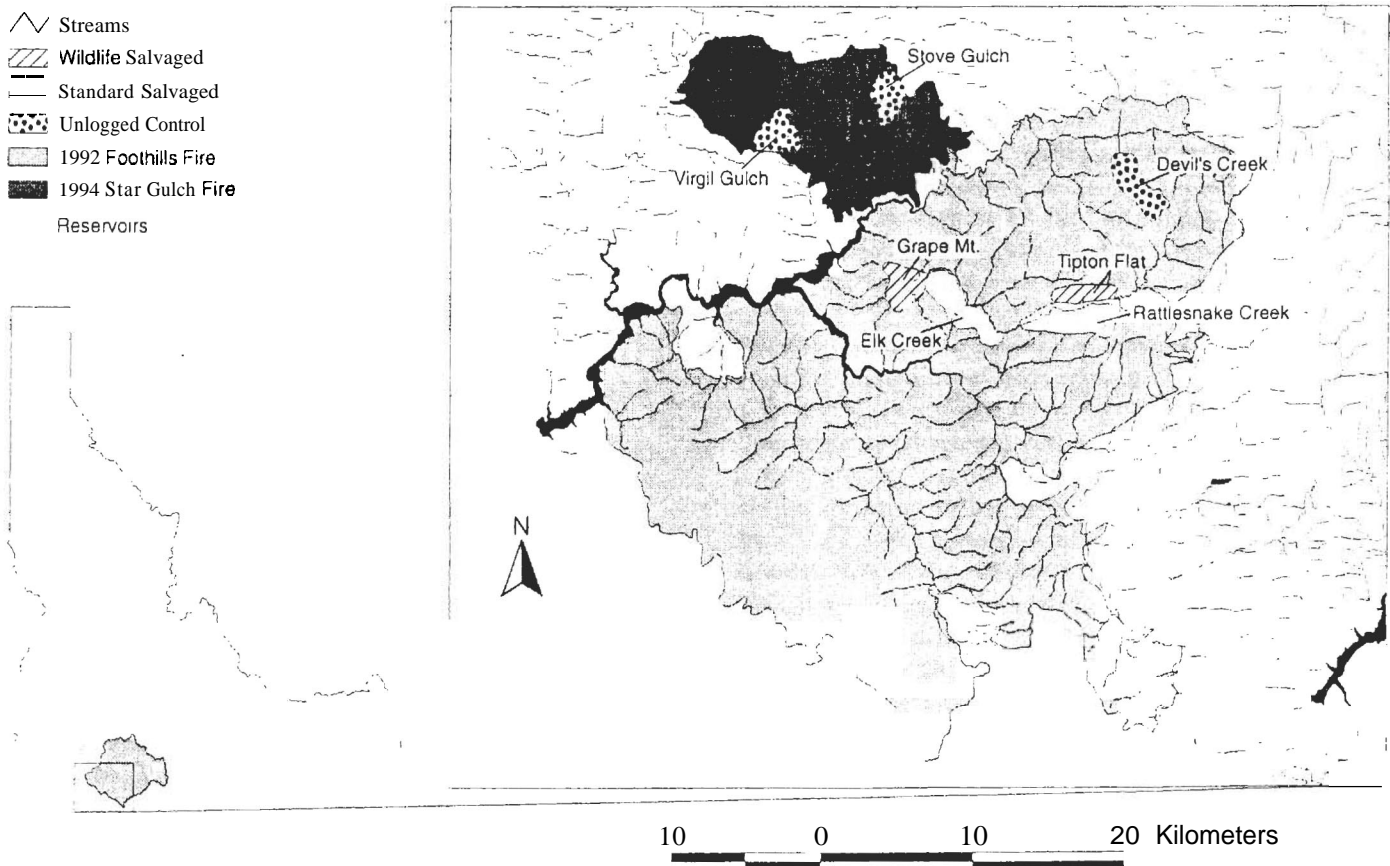 Streams
Wildlife Salvaged
Standard Salvaged
Unlogged Control
1992 Foothills Fire
1994 Star Gulch Fire
Reservoirs
Stove Gulch
Virgil Gulch
Devil's Creek
Grape Mt.
Tipton Flat
Rattlesnake Creek
Elk Creek
N
10 0 10 20 Kilometers